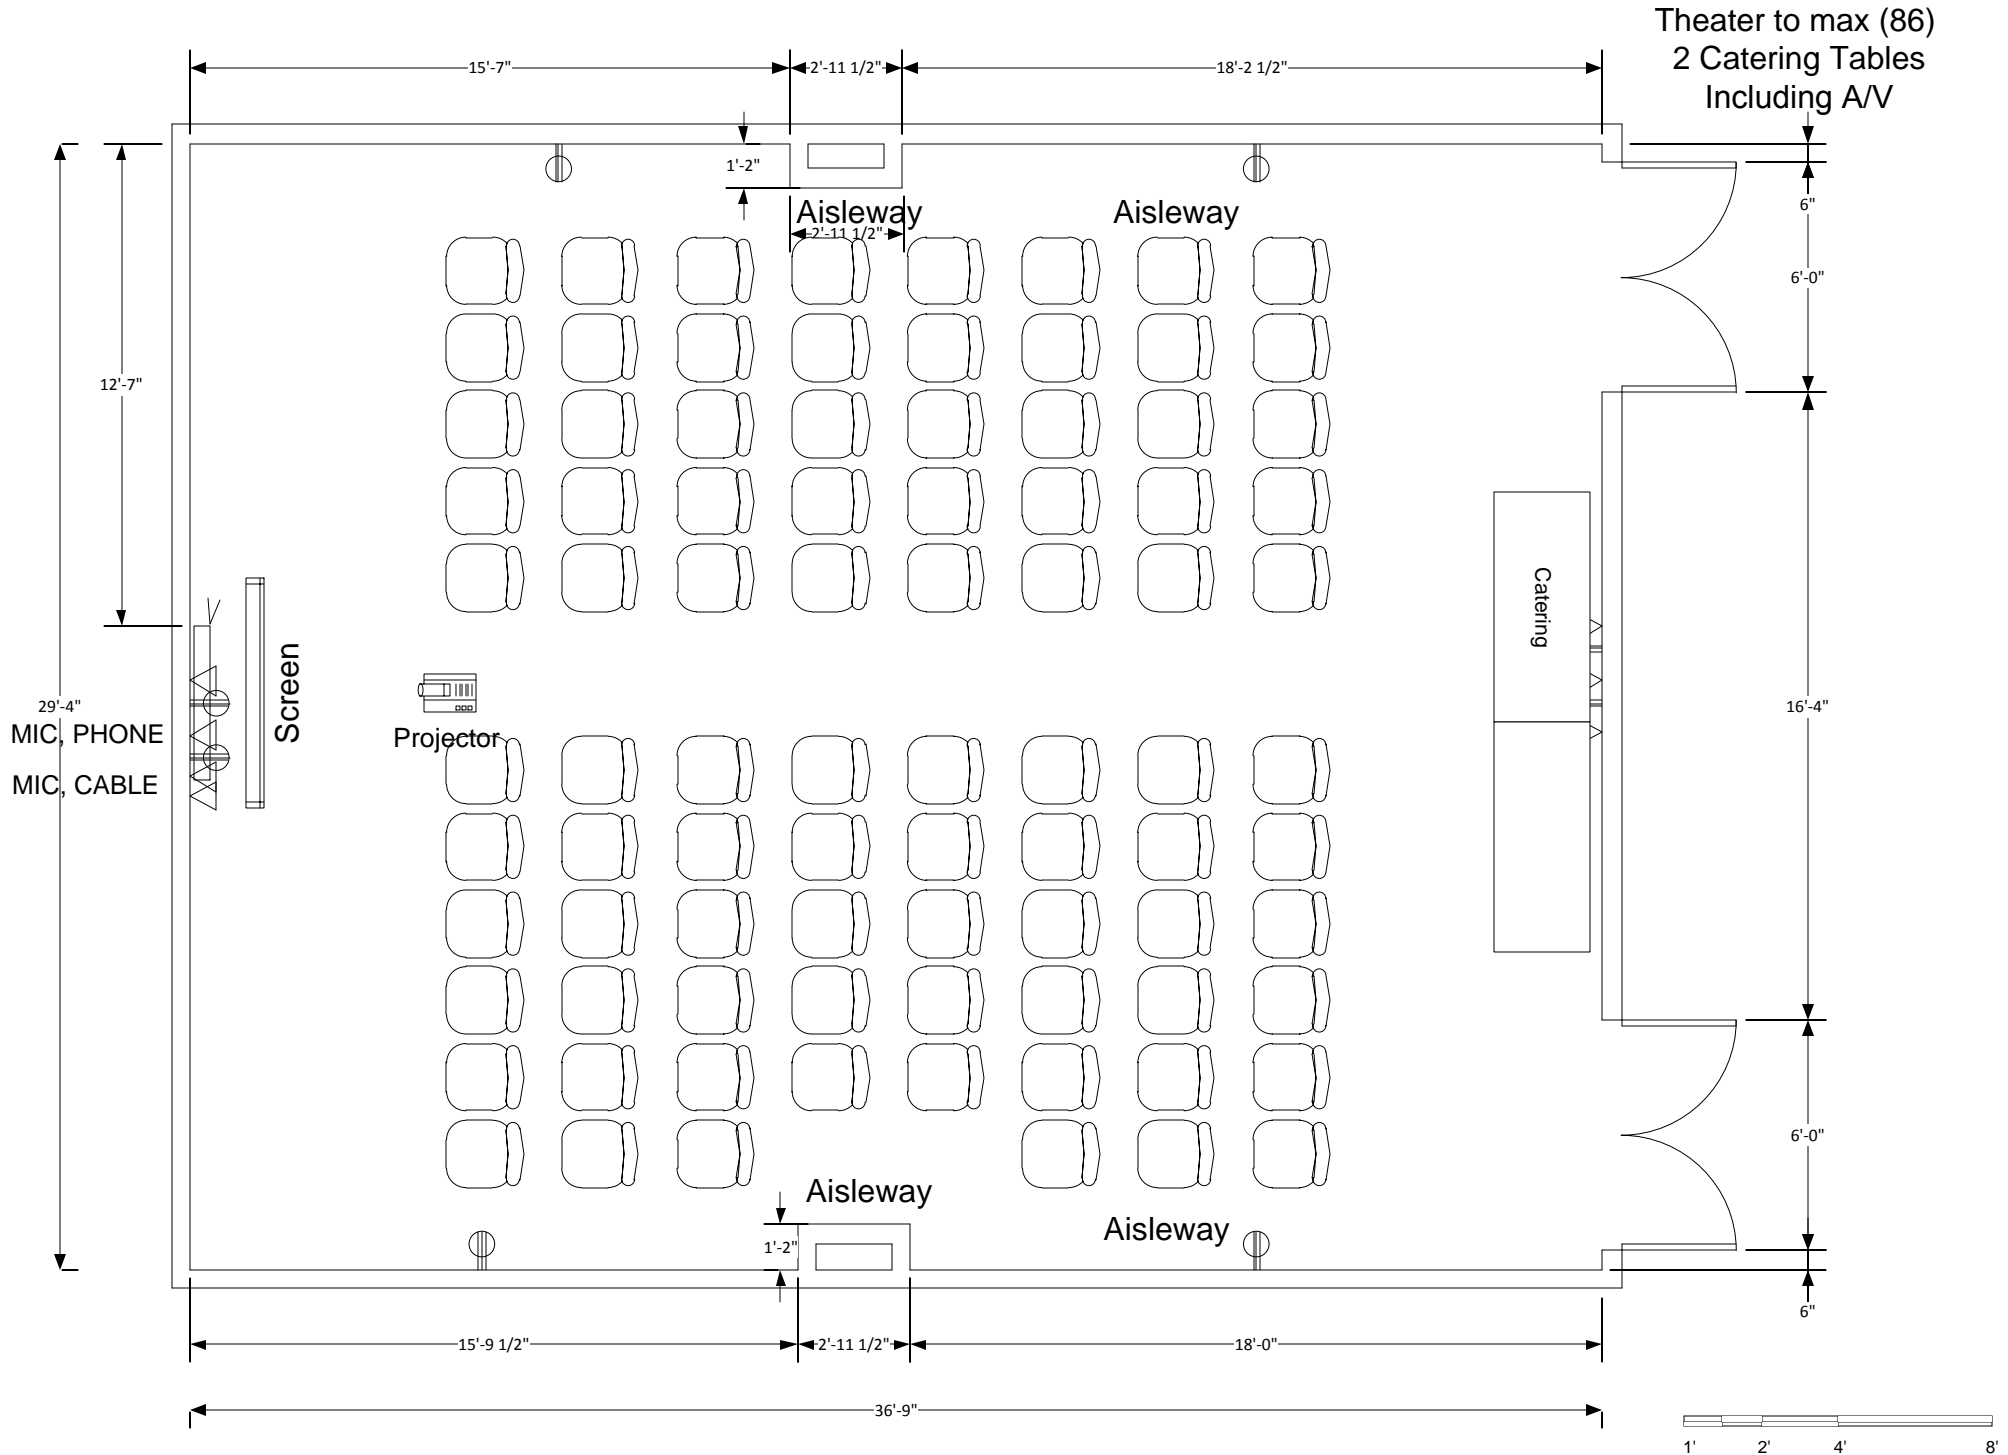 Theater to max (86)
2 Catering Tables
Including A/V
15'-7"
2'-11 1/2"
18'-2 1/2"
1'-2"
Aisleway
Aisleway
2'-11 1/2"
6"
6'-0"
12'-7"
Catering
Screen
29'-4"
MIC, PHONE
MIC, CABLE
Projector
16'-4"
6'-0"
Aisleway
Aisleway
1'-2"
6"
15'-9 1/2"
2'-11 1/2"
18'-0"
36'-9"
1' 2' 4' 8'